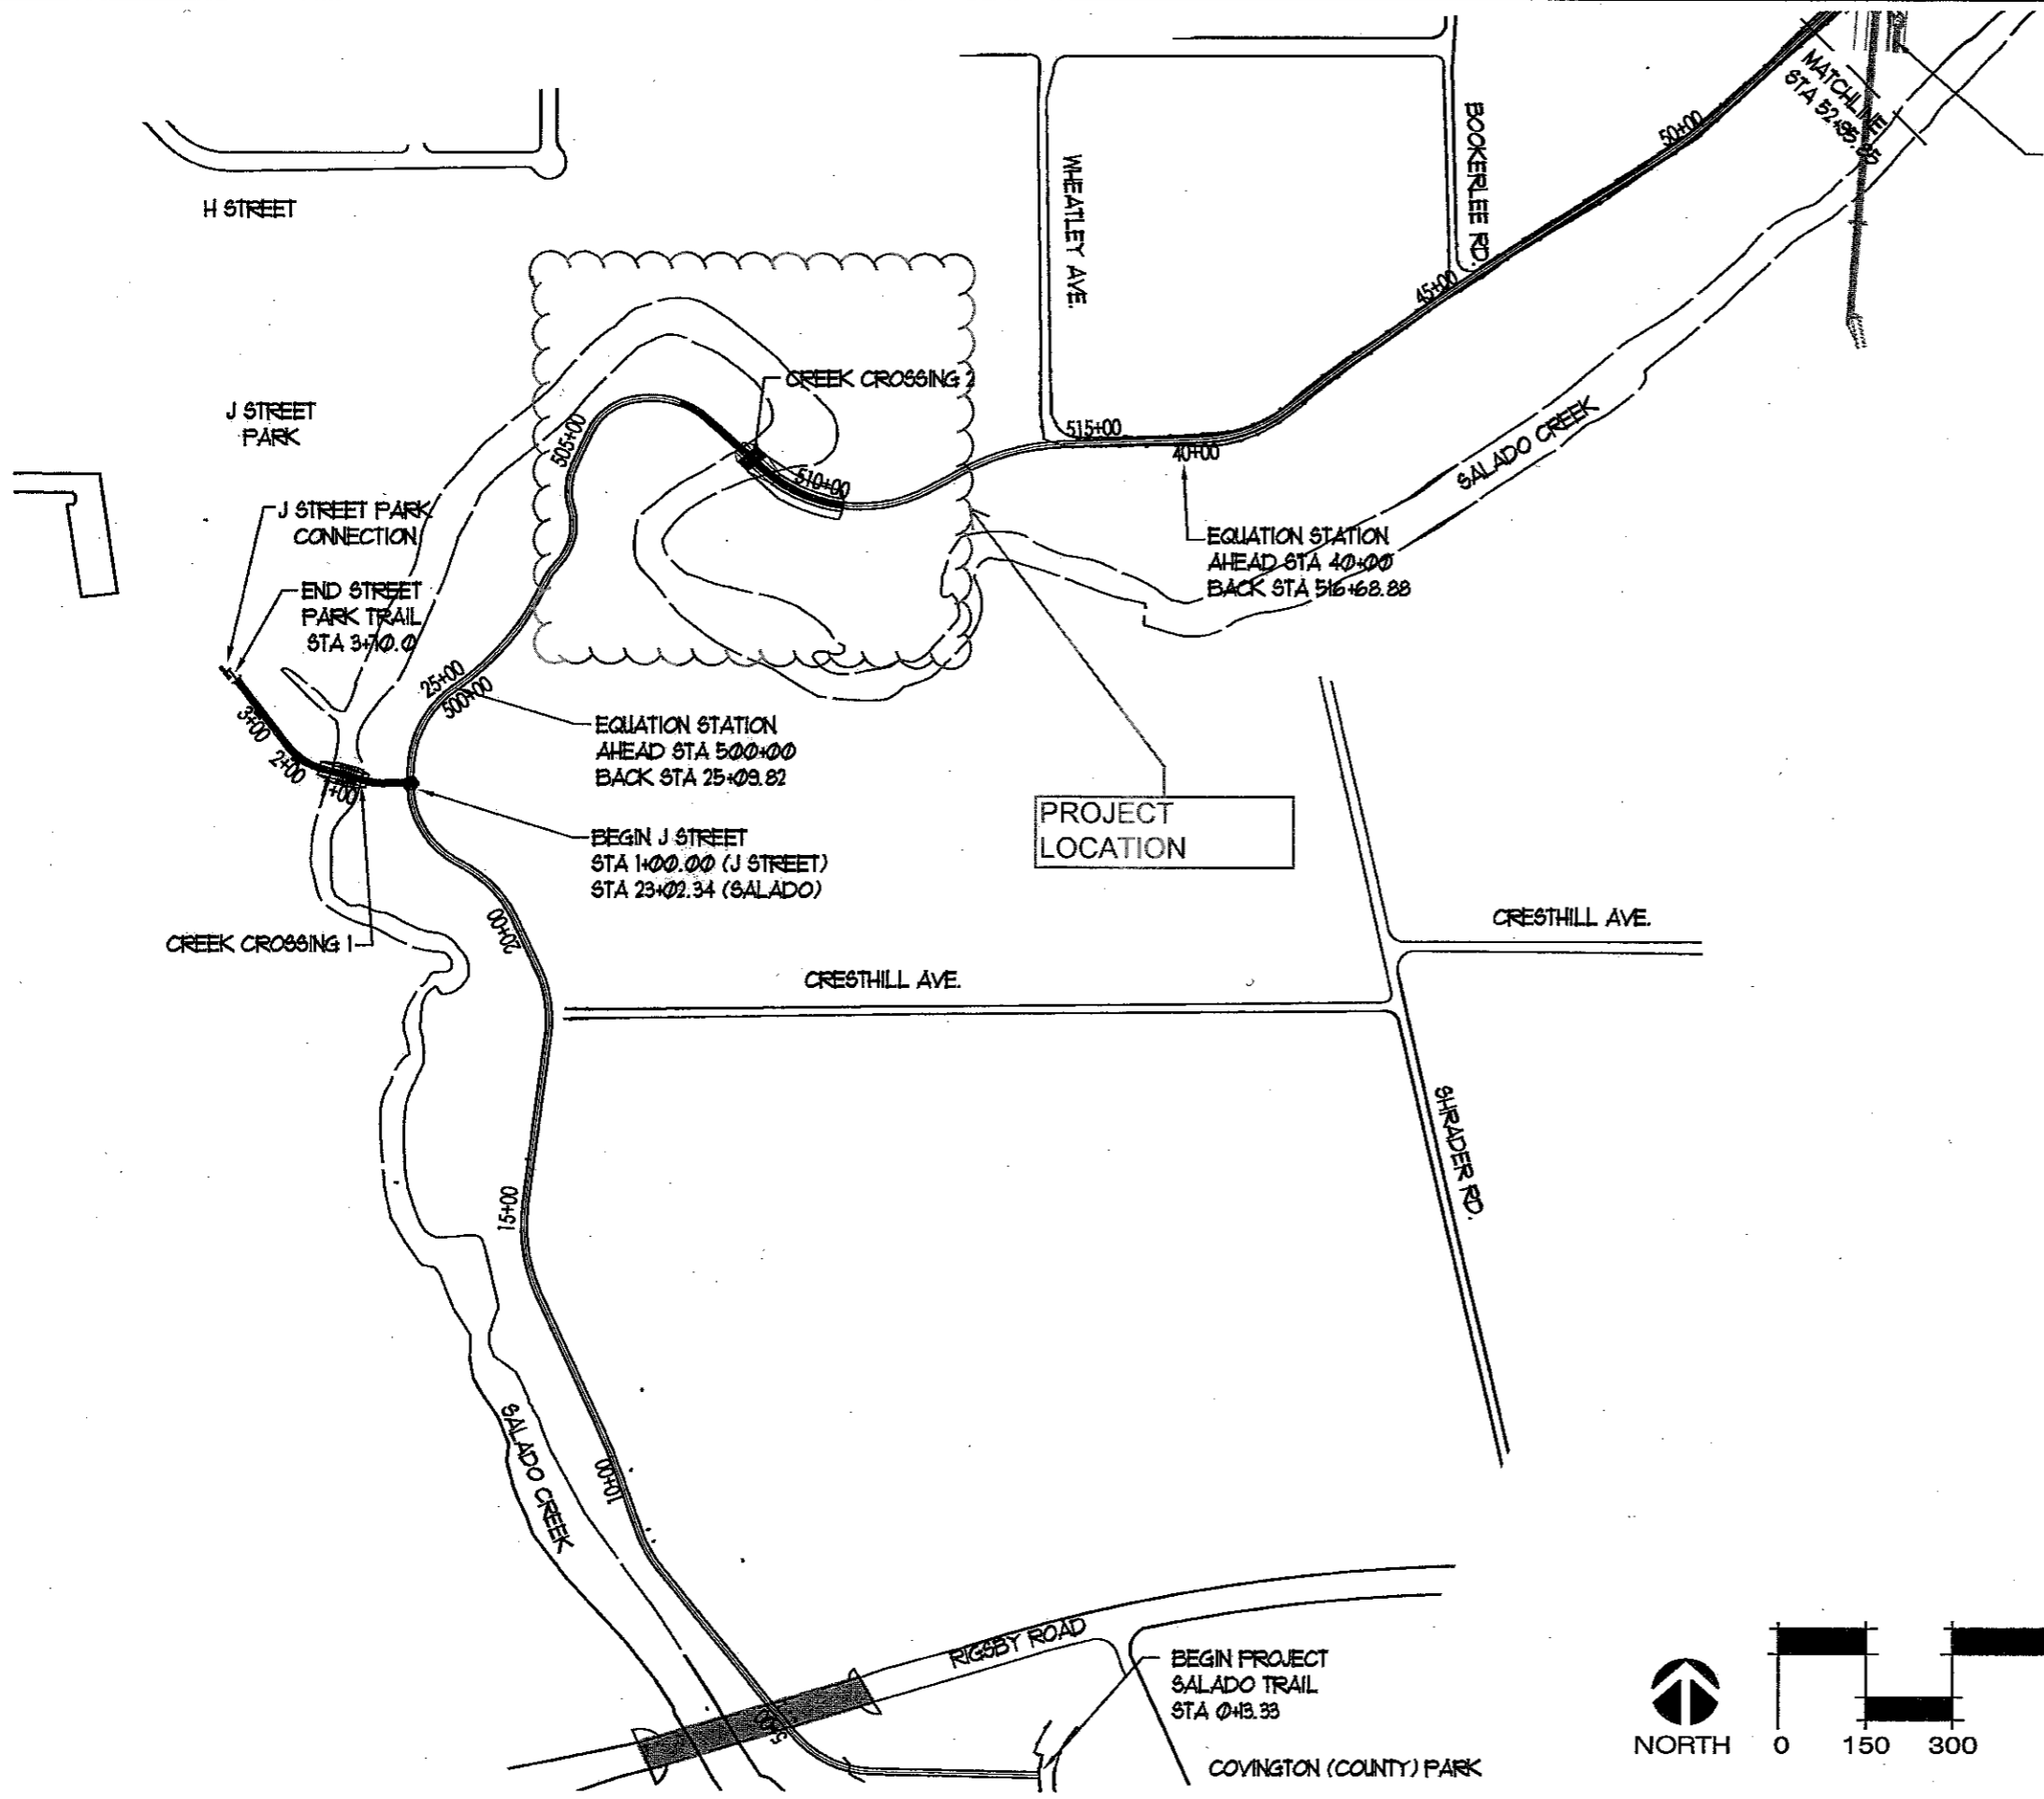 MATCHLINE
STA 52+95.85
50+00
BOOKERLEE RD.
WHEATLEY AVE.
H STREET
45+00
CREEK CROSSING 2
J STREET
PARK
505+00
515+00
40+00
SALADO CREEK
510+00
J STREET PARK
CONNECTION
EQUATION STATION
AHEAD STA 40+00
BACK STA 516+68.88
END STREET
PARK TRAIL
STA 3+70.0
25+00
500+00
3+00
2+00
1+00
EQUATION STATION
AHEAD STA 500+00
BACK STA 25+09.82
PROJECT
LOCATION
BEGIN J STREET
STA 1+00.00 (J STREET)
STA 23+02.34 (SALADO)
20+00
CREEK CROSSING 1
CRESTHILL AVE.
CRESTHILL AVE.
SHRADER RD.
15+00
SALADO CREEK
10+00
RIGSBY ROAD
BEGIN PROJECT
SALADO TRAIL
STA 0+13.33
5+00
COVINGTON (COUNTY) PARK
NORTH
0 150 300